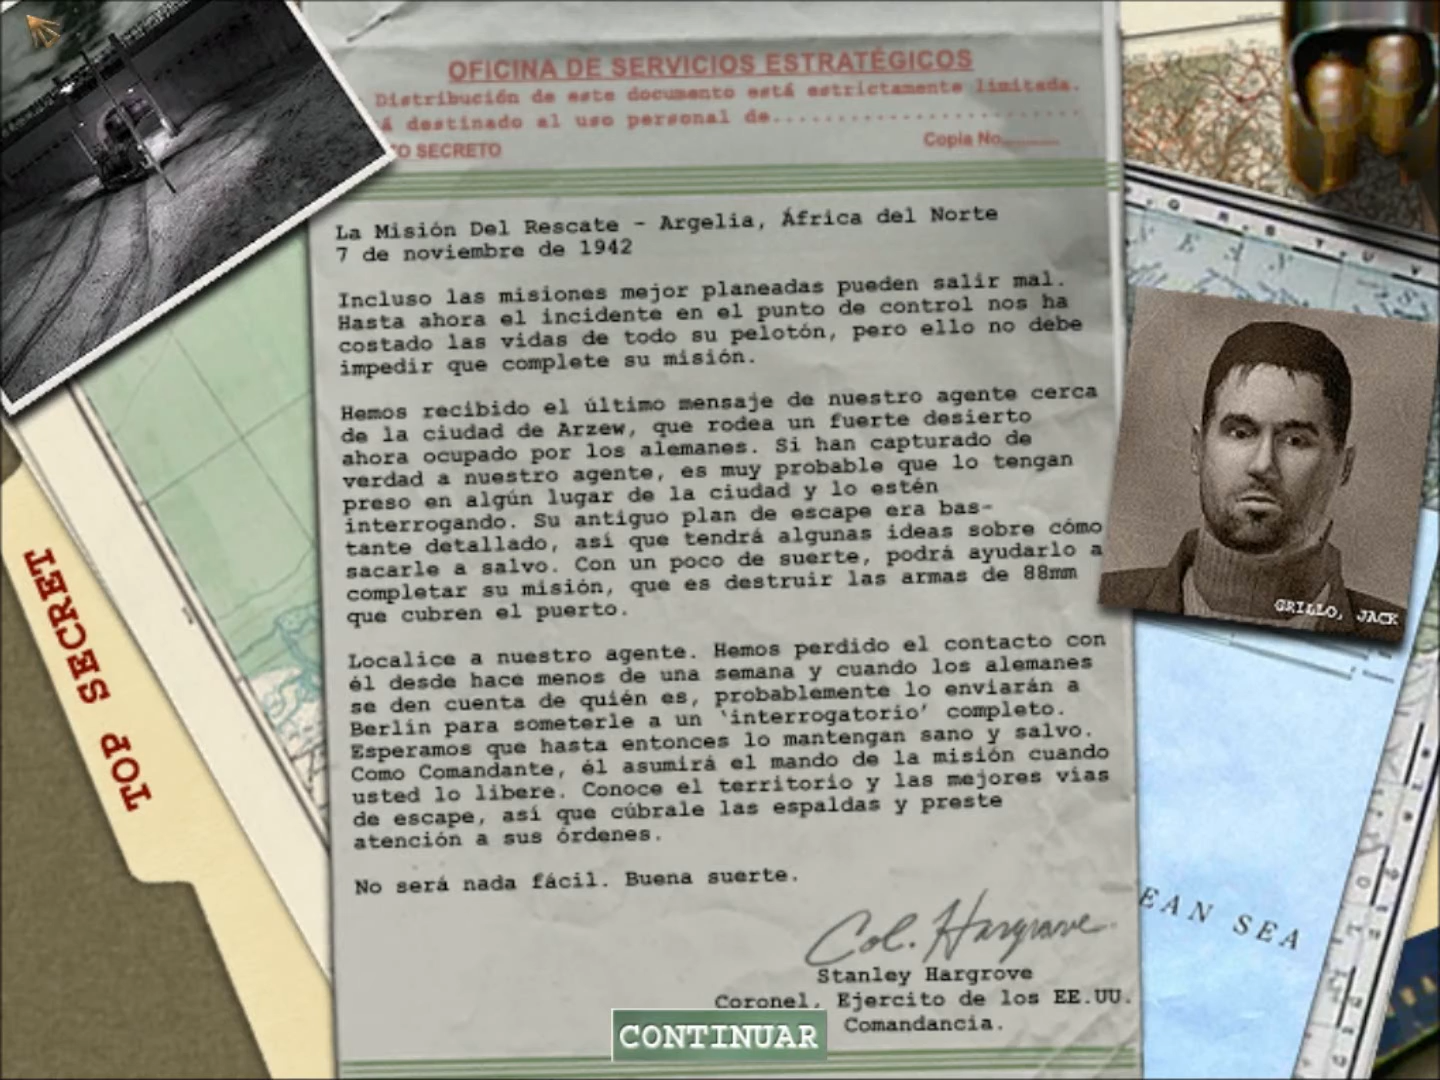 OFICINA DE SERVICIOS ESTRATÉGICOS
Distribución de este documento está estrictamente limitada.
á destinado al uso personal de........................
Copia No.........
TO SECRETO
La Misión Del Rescate - Argelia, África del Norte
7 de noviembre de 1942
Incluso las misiones mejor planeadas pueden salir mal.
Hasta ahora el incidente en el punto de control nos ha
costado las vidas de todo su pelotón, pero ello no debe
impedir que complete su misión.
Hemos recibido el último mensaje de nuestro agente cerca
de la ciudad de Arzew, que rodea un fuerte desierto
ahora ocupado por los alemanes. Si han capturado de
verdad a nuestro agente, es muy probable que lo tengan
preso en algún lugar de la ciudad y lo estén
interrogando. Su antiguo plan de escape era bas-
tante detallado, así que tendrá algunas ideas sobre cómo
sacarle a salvo. Con un poco de suerte, podrá ayudarlo a
completar su misión, que es destruir las armas de 88mm
que cubren el puerto.
Localice a nuestro agente. Hemos perdido el contacto con
él desde hace menos de una semana y cuando los alemanes
se den cuenta de quién es, probablemente lo enviarán a
Berlín para someterle a un 'interrogatorio' completo.
Esperamos que hasta entonces lo mantengan sano y salvo.
Como Comandante, él asumirá el mando de la misión cuando
usted lo libere. Conoce el territorio y las mejores vías
de escape, así que cúbrale las espaldas y preste
atención a sus órdenes.
No será nada fácil. Buena suerte.
Col. Hargrove
Stanley Hargrove
Coronel, Ejercito de los EE.UU.
Comandancia.
CONTINUAR
TOP SECRET
GRILLO, JACK
EAN SEA